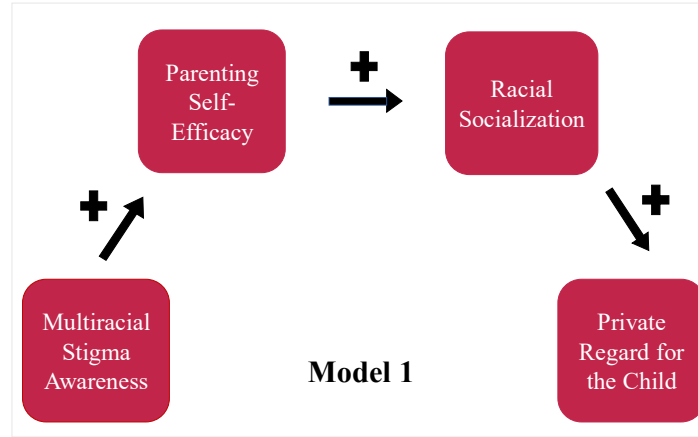 Parenting
Self-
Efficacy
+
Racial
Socialization
+
+
Multiracial
Stigma
Awareness
Private
Regard for
the Child
Model 1